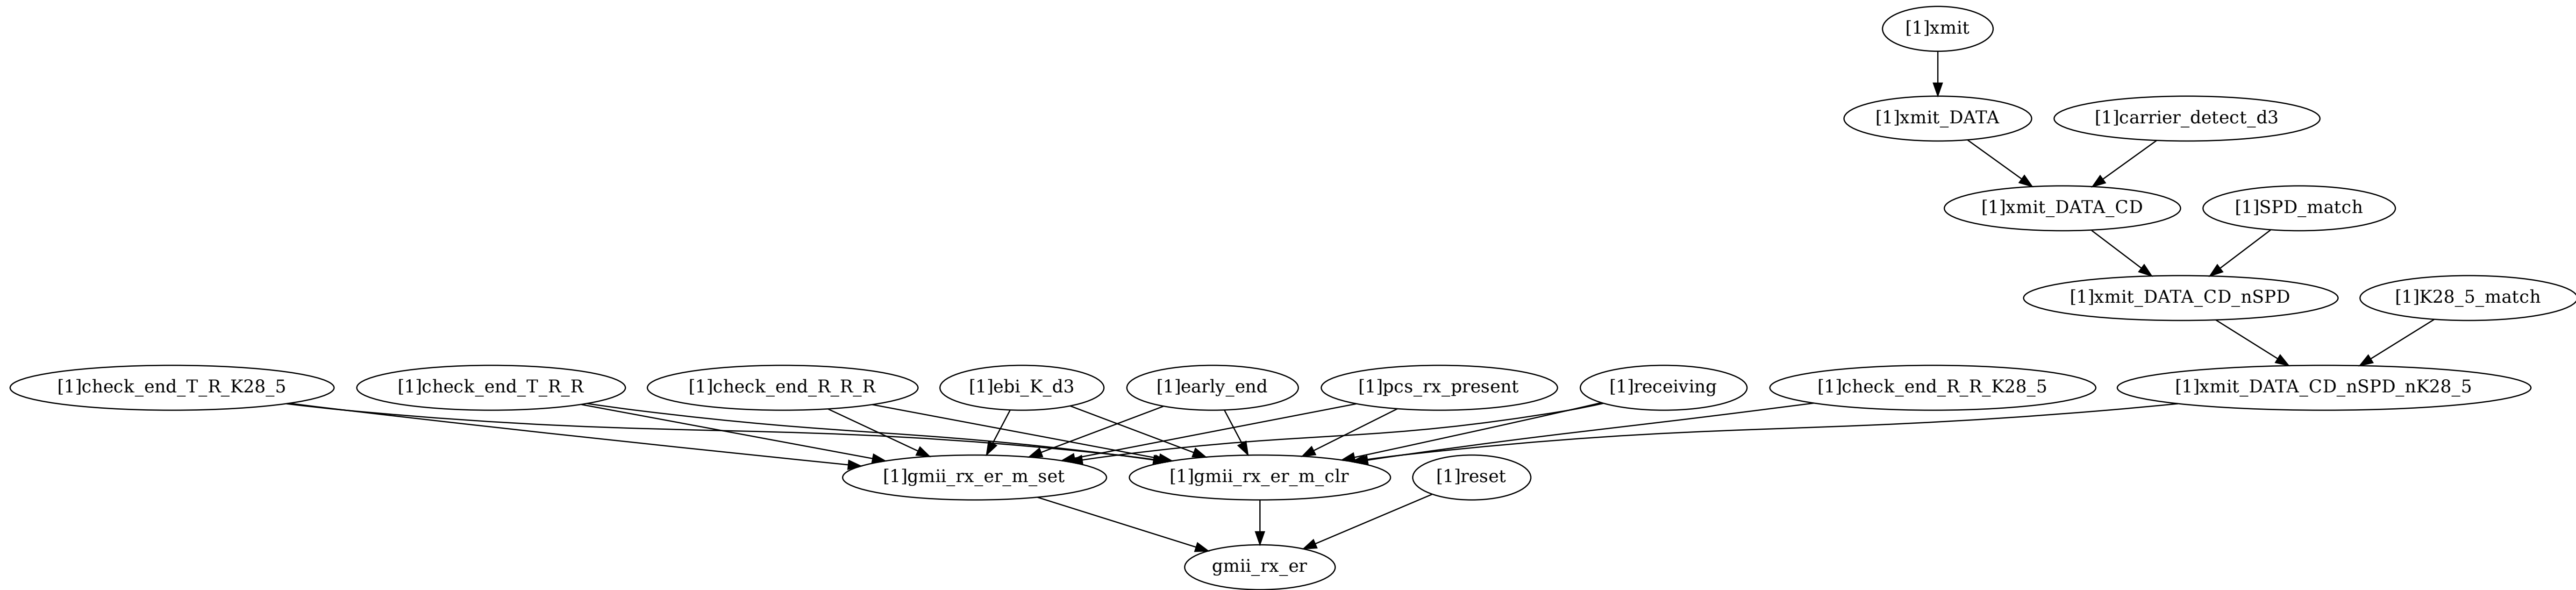 [1]xmit
[1]xmit_DATA
[1]carrier_detect_d3
[1]xmit_DATA_CD
[1]SPD_match
[1]xmit_DATA_CD_nSPD
[1]K28_5_match
[1]check_end_T_R_K28_5
[1]check_end_T_R_R
[1]check_end_R_R_R
[1]ebi_K_d3
[1]early_end
[1]pcs_rx_present
[1]receiving
[1]check_end_R_R_K28_5
[1]xmit_DATA_CD_nSPD_nK28_5
[1]gmii_rx_er_m_set
[1]gmii_rx_er_m_clr
[1]reset
gmii_rx_er